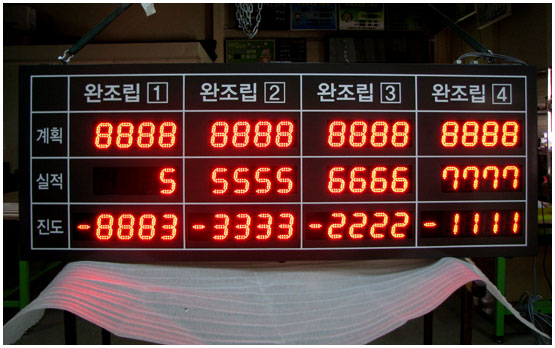 완조립 1 완조립 2 완조립 3 완조립 4
계획 8888 8888 8888 8888
실적 5 5555 6666 7777
진도 -8883 -3333 -2222 -1111